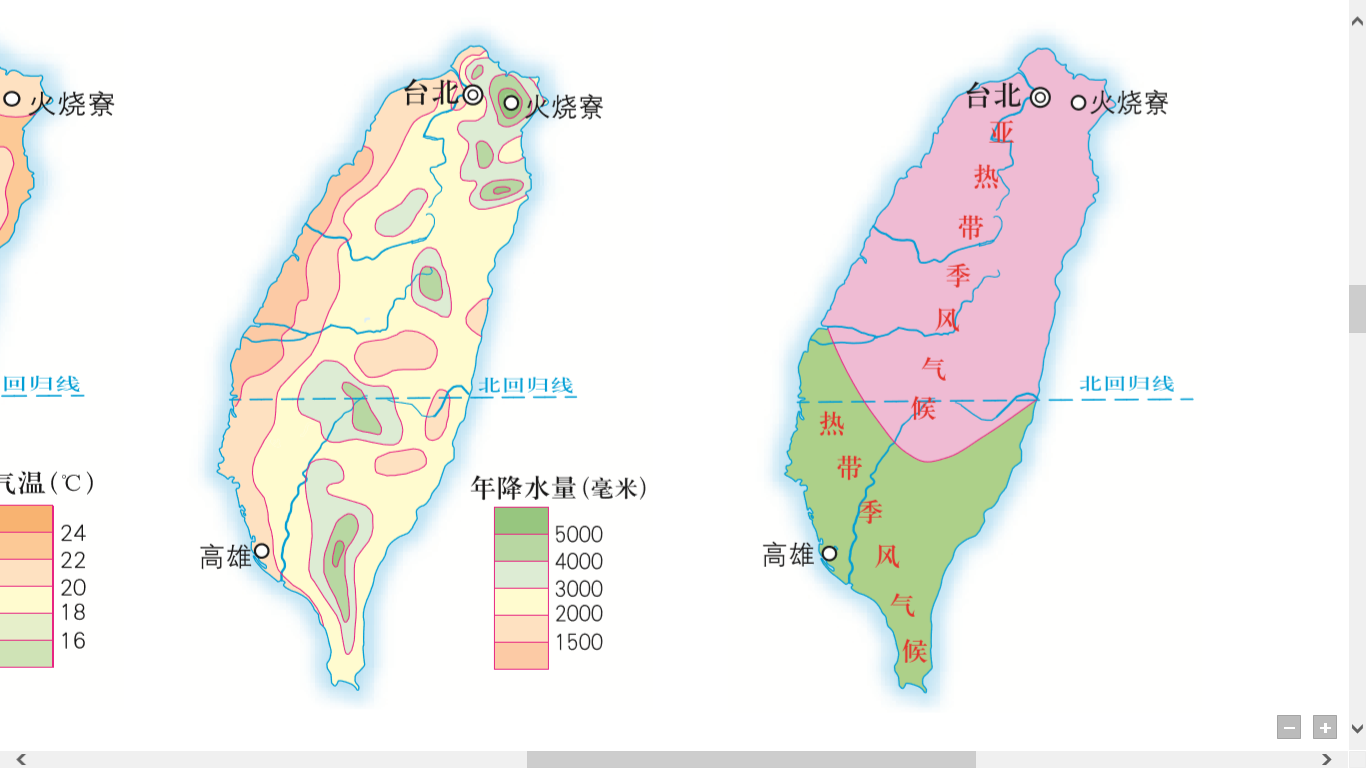 火烧寮
回归线
气温(℃)
24
22
20
18
16
台北
火烧寮
北回归线
高雄
年降水量(毫米)
5000
4000
3000
2000
1500
台北
火烧寮
亚热带季风气候
北回归线
热带季风气候
高雄